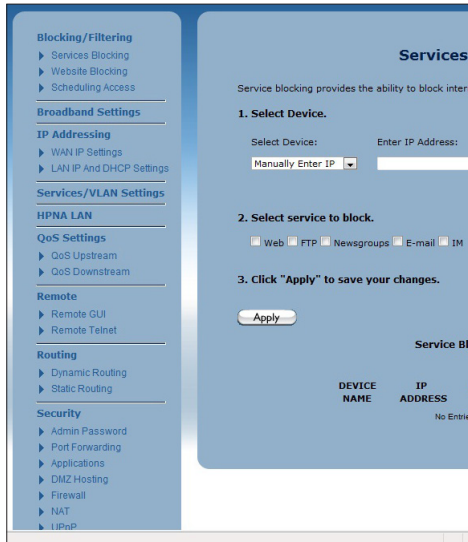 Blocking/Filtering
Services Blocking
Website Blocking
Scheduling Access
Broadband Settings
IP Addressing
WAN IP Settings
LAN IP And DHCP Settings
Services/VLAN Settings
HPNA LAN
QoS Settings
QoS Upstream
QoS Downstream
Remote
Remote GUI
Remote Telnet
Routing
Dynamic Routing
Static Routing
Security
Admin Password
Port Forwarding
Applications
DMZ Hosting
Firewall
NAT
UPnP
Services
Service blocking provides the ability to block inter
1. Select Device.
Select Device: Enter IP Address:
Manually Enter IP
2. Select service to block.
Web FTP Newsgroups E-mail IM
3. Click "Apply" to save your changes.
Apply
Service Bl
DEVICE NAME IP ADDRESS
No Entrie